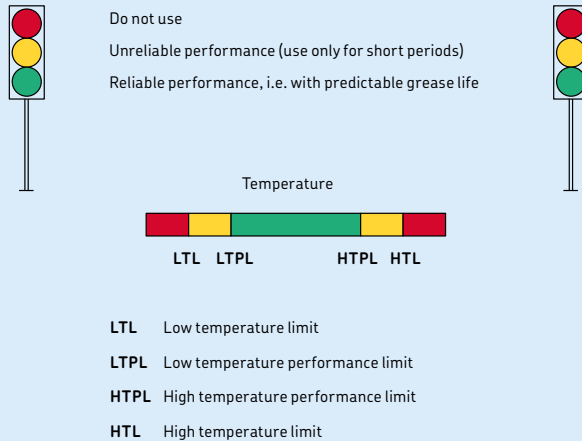 Do not use
Unreliable performance (use only for short periods)
Reliable performance, i.e. with predictable grease life
Temperature
LTL LTPL HTPL HTL
LTL Low temperature limit
LTPL Low temperature performance limit
HTPL High temperature performance limit
HTL High temperature limit